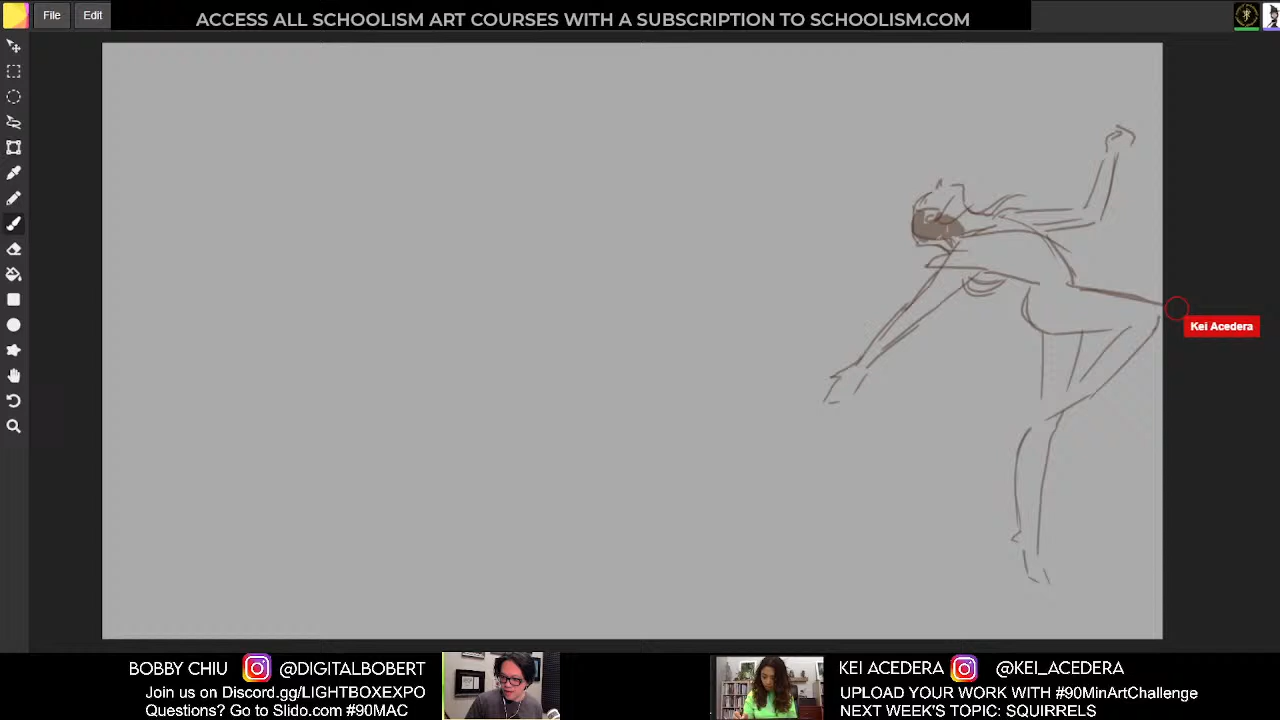 File Edit
ACCESS ALL SCHOOLISM ART COURSES WITH A SUBSCRIPTION TO SCHOOLISM.COM
Kei Acedera
BOBBY CHIU @DIGITALBOBERT
Join us on Discord.gg/LIGHTBOXEXPO
Questions? Go to Slido.com #90MAC
KEI ACEDERA @KEI_ACEDERA
UPLOAD YOUR WORK WITH #90MinArtChallenge
NEXT WEEK'S TOPIC: SQUIRRELS